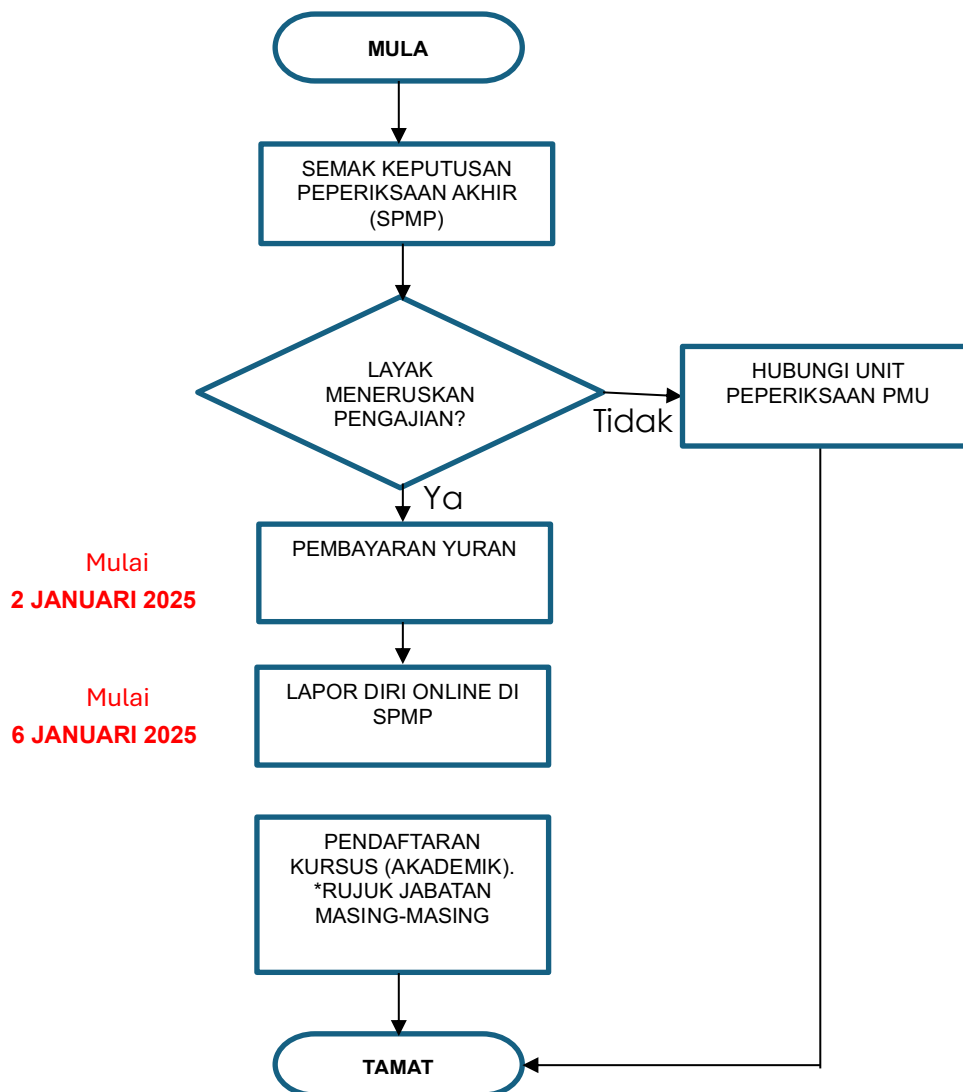 MULA
SEMAK KEPUTUSAN
PEPERIKSAAN AKHIR
(SPMP)
LAYAK
MENERUSKAN
PENGAJIAN?
Tidak
HUBUNGI UNIT
PEPERIKSAAN PMU
Ya
Mulai
2 JANUARI 2025
PEMBAYARAN YURAN
Mulai
6 JANUARI 2025
LAPOR DIRI ONLINE DI
SPMP
PENDAFTARAN
KURSUS (AKADEMIK).
*RUJUK JABATAN
MASING-MASING
TAMAT